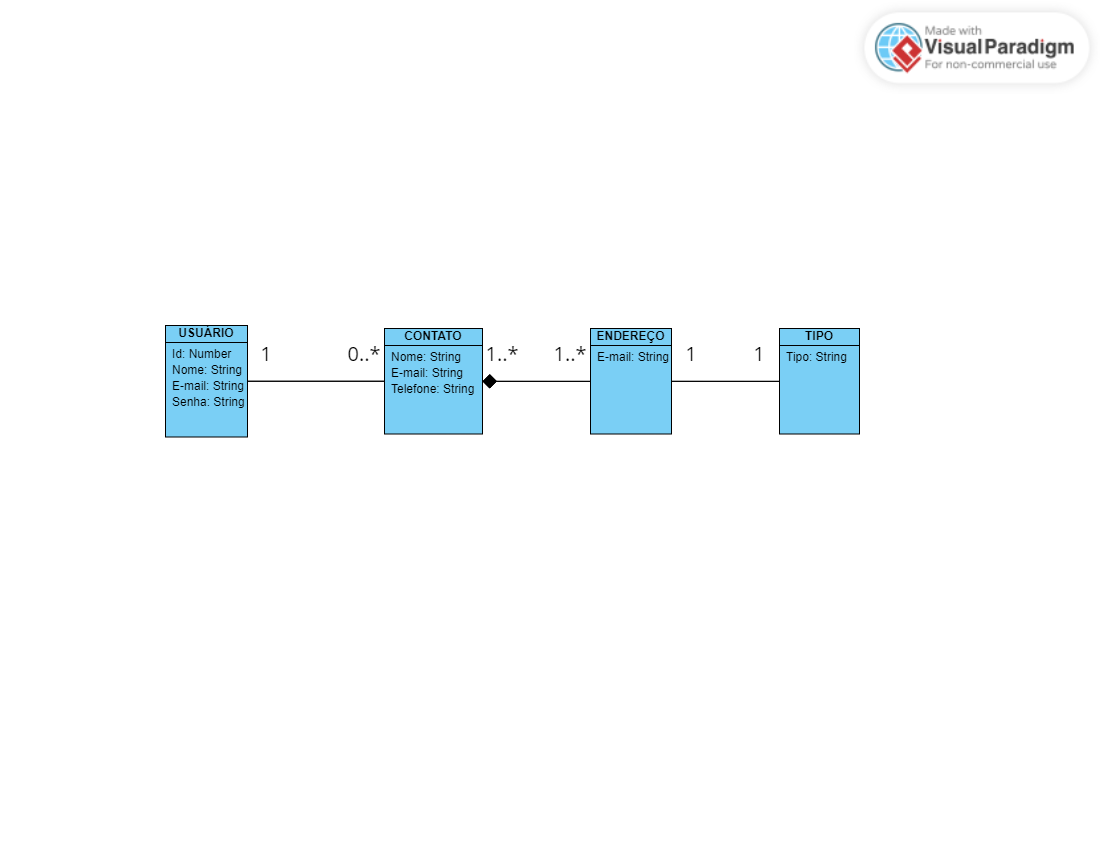 Made with
Visual Paradigm
For non-commercial use
USUÁRIO
Id: Number
Nome: String
E-mail: String
Senha: String
1
0..*
CONTATO
Nome: String
E-mail: String
Telefone: String
1..*
1..*
ENDEREÇO
E-mail: String
1
1
TIPO
Tipo: String